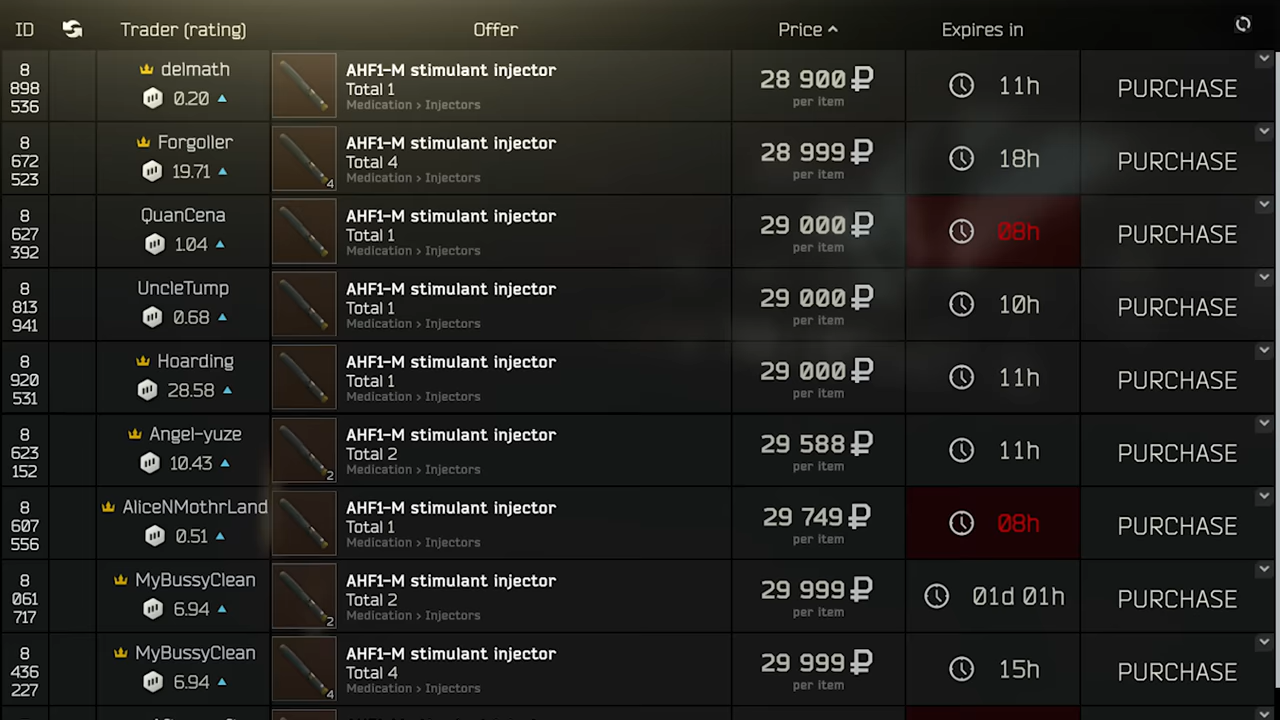 ID Trader (rating) Offer Price Expires in
8 898 536 delmath 0.20 AHF1-M stimulant injector Total 1 Medication > Injectors 28 900₽ per item 11h PURCHASE
8 672 523 Forgoller 19.71 AHF1-M stimulant injector Total 4 Medication > Injectors 4 28 999₽ per item 18h PURCHASE
8 627 392 QuanCena 1.04 AHF1-M stimulant injector Total 1 Medication > Injectors 29 000₽ per item 08h PURCHASE
8 813 941 UncleTump 0.68 AHF1-M stimulant injector Total 1 Medication > Injectors 29 000₽ per item 10h PURCHASE
8 920 531 Hoarding 28.58 AHF1-M stimulant injector Total 1 Medication > Injectors 29 000₽ per item 11h PURCHASE
8 623 152 Angel-yuze 10.43 AHF1-M stimulant injector Total 2 Medication > Injectors 2 29 588₽ per item 11h PURCHASE
8 607 556 AliceNMothrLand 0.51 AHF1-M stimulant injector Total 1 Medication > Injectors 29 749₽ per item 08h PURCHASE
8 061 717 MyBussyClean 6.94 AHF1-M stimulant injector Total 2 Medication > Injectors 2 29 999₽ per item 01d 01h PURCHASE
8 436 227 MyBussyClean 6.94 AHF1-M stimulant injector Total 4 Medication > Injectors 4 29 999₽ per item 15h PURCHASE